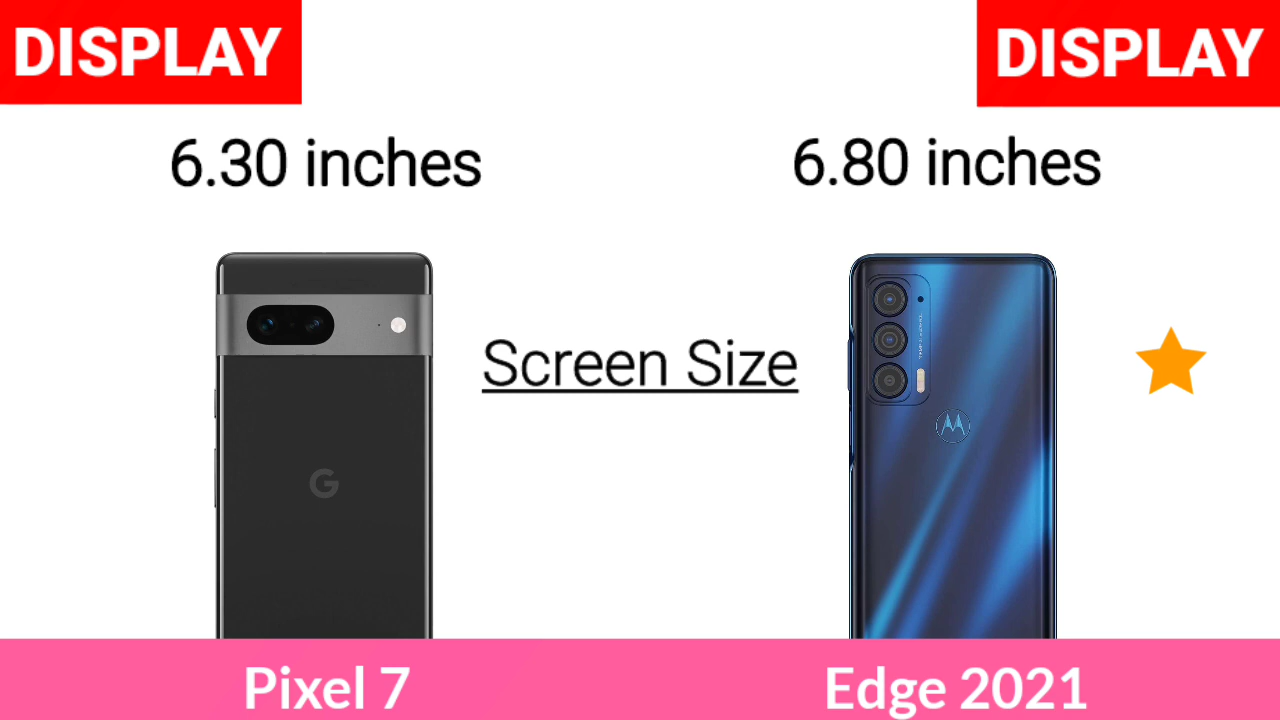 DISPLAY
DISPLAY
6.30 inches
6.80 inches
Screen Size
Pixel 7
Edge 2021